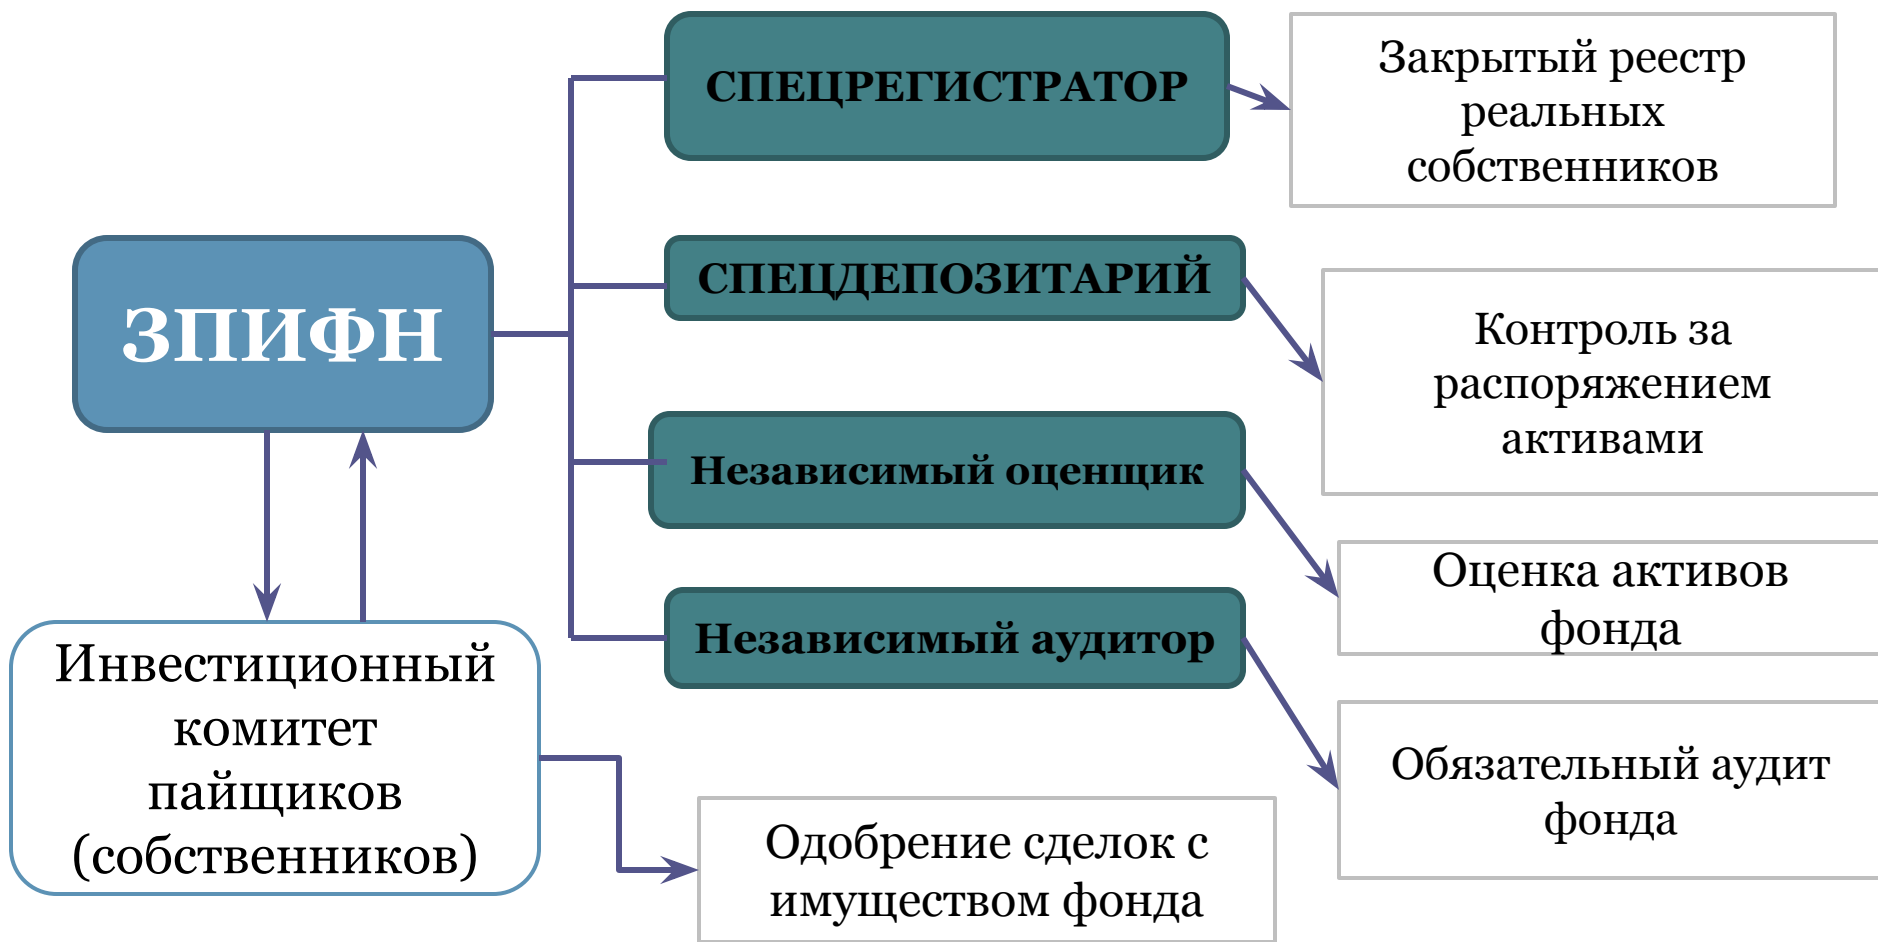 СПЕЦРЕГИСТРАТОР
Закрытый реестр
реальных
собственников
ЗПИФН
СПЕЦДЕПОЗИТАРИЙ
Контроль за
распоряжением
активами
Независимый оценщик
Оценка активов
фонда
Независимый аудитор
Обязательный аудит
фонда
Инвестиционный
комитет
пайщиков
(собственников)
Одобрение сделок с
имуществом фонда